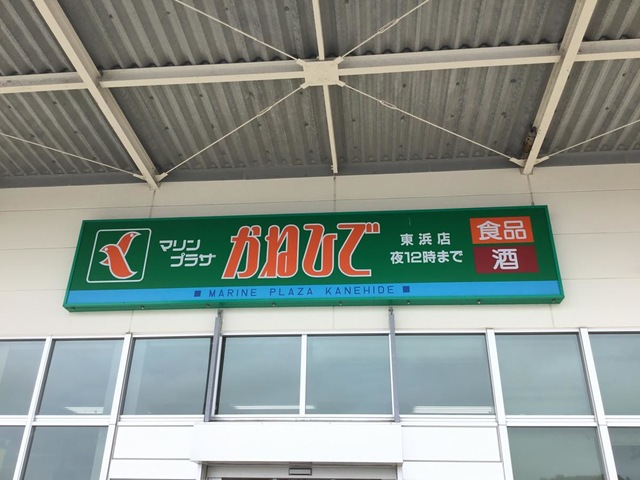 マリン
プラザ
かねひで
東浜店
夜12時まで
食品
酒
■ MARINE PLAZA KANEHIDE ■